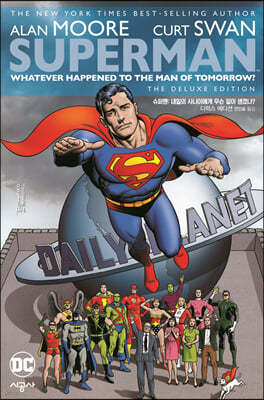 THE NEW YORK TIMES BEST-SELLING AUTHOR
ALAN MOORE CURT SWAN
SUPERMAN™
WHATEVER HAPPENED TO THE MAN OF TOMORROW?
THE DELUXE EDITION
슈퍼맨: 내일의 사나이에게 무슨 일이 생겼나?
디럭스 에디션
S
DAILY PLANET
DC
시공사